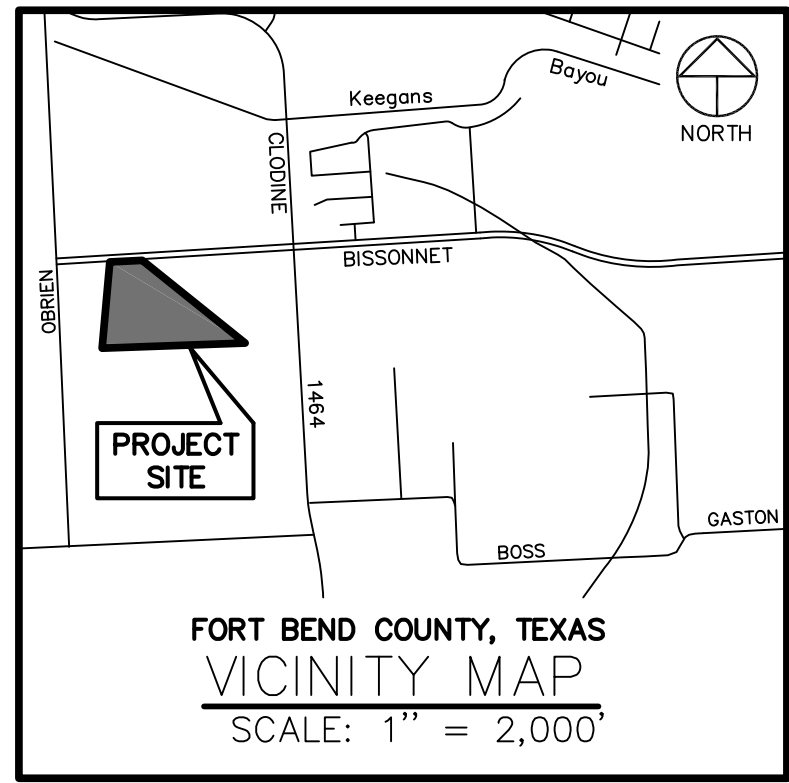 Keegans
Bayou
NORTH
CLODINE
BISSONNET
OBRIEN
1464
PROJECT
SITE
GASTON
BOSS
FORT BEND COUNTY, TEXAS
VICINITY MAP
SCALE: 1" = 2,000'